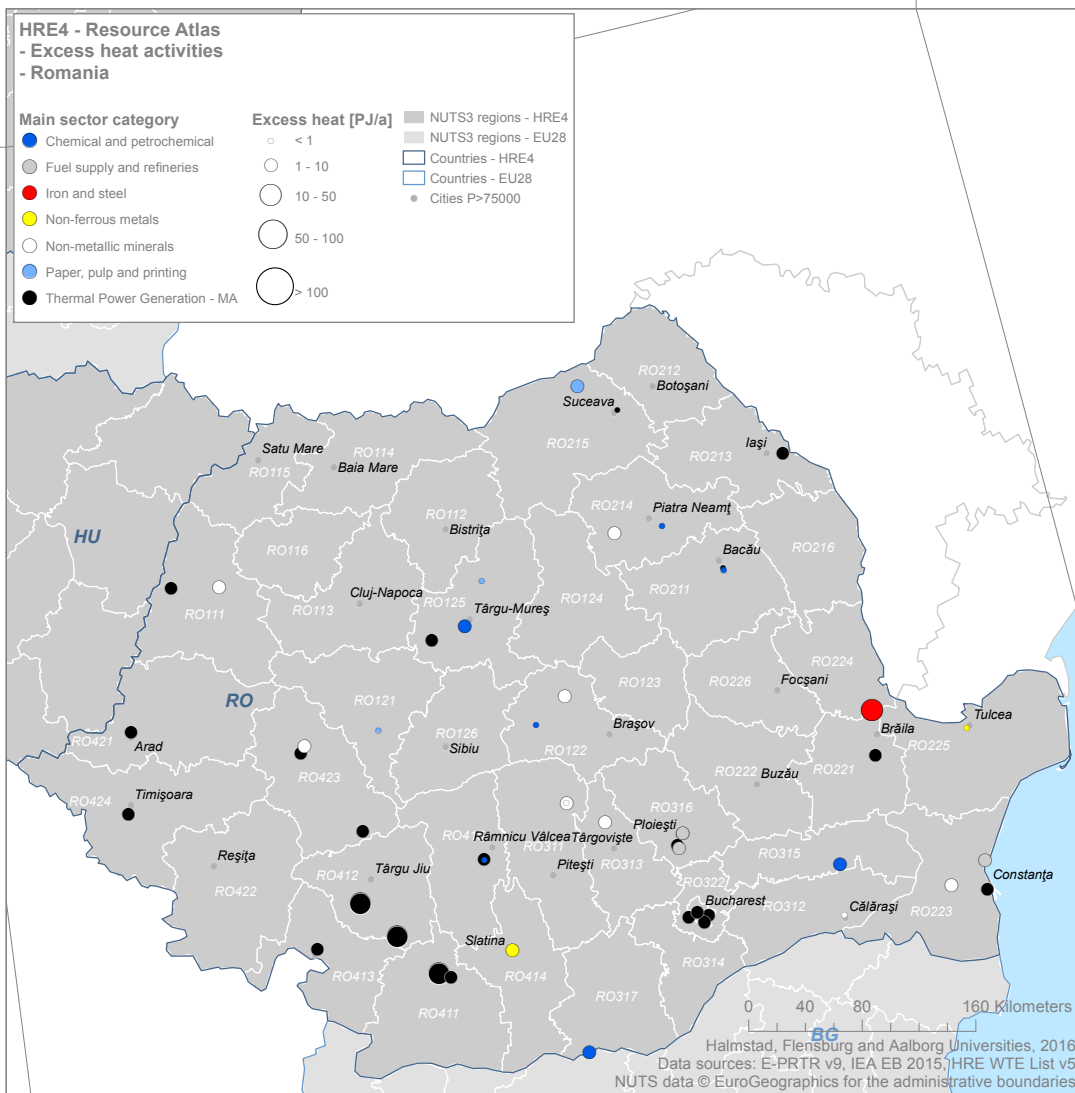 HRE4 - Resource Atlas
- Excess heat activities
- Romania
Main sector category
Chemical and petrochemical
Fuel supply and refineries
Iron and steel
Non-ferrous metals
Non-metallic minerals
Paper, pulp and printing
Thermal Power Generation - MA
Excess heat [PJ/a]
< 1
1 - 10
10 - 50
50 - 100
> 100
NUTS3 regions - HRE4
NUTS3 regions - EU28
Countries - HRE4
Countries - EU28
Cities P>75000
RO212
Botoşani
Suceava
RO215
Iaşi
RO213
Satu Mare
RO115
RO114
Baia Mare
RO214
Piatra Neamţ
RO112
Bistriţa
HU
RO116
Bacău
RO216
RO111
Cluj-Napoca
RO113
RO125
Târgu-Mureş
RO124
RO211
RO224
RO123
RO226
Focşani
RO
RO121
RO126
Sibiu
Braşov
RO122
Brăila
Tulcea
RO225
RO421
Arad
RO423
RO222
Buzău
RO221
RO424
Timişoara
RO316
Ploieşti
Râmnicu Vâlcea
Târgovişte
RO311
RO313
RO315
Reşiţa
RO422
RO412
Târgu Jiu
Piteşti
RO322
Bucharest
RO312
Călăraşi
Constanţa
RO223
Slatina
RO413
RO414
RO314
RO411
RO317
0 40 80 160 Kilometers
BG
Halmstad, Flensburg and Aalborg Universities, 2016
Data sources: E-PRTR v9, IEA EB 2015, HRE WTE List v5
NUTS data © EuroGeographics for the administrative boundaries